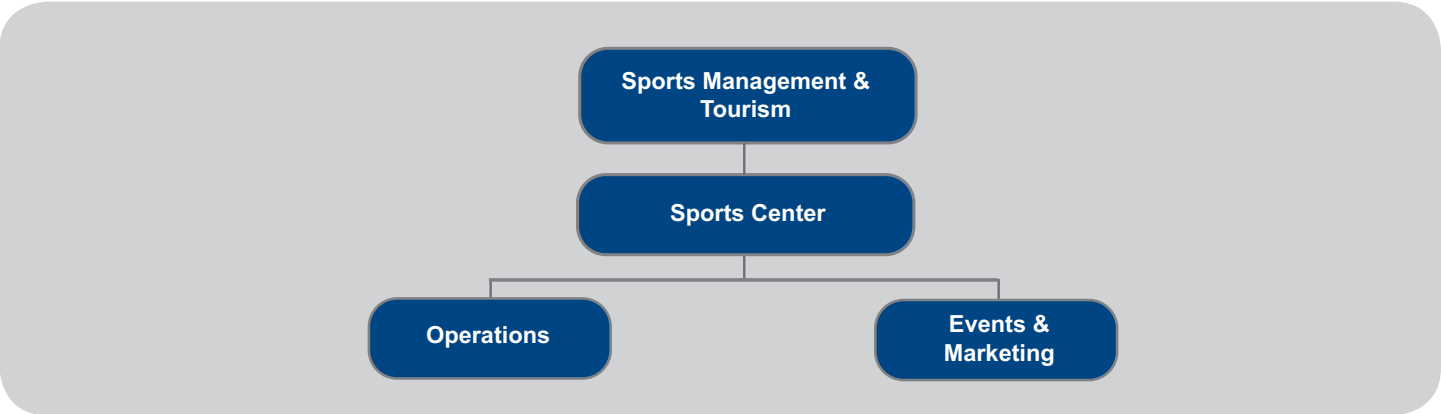 Sports Management &
Tourism
Sports Center
Operations
Events &
Marketing